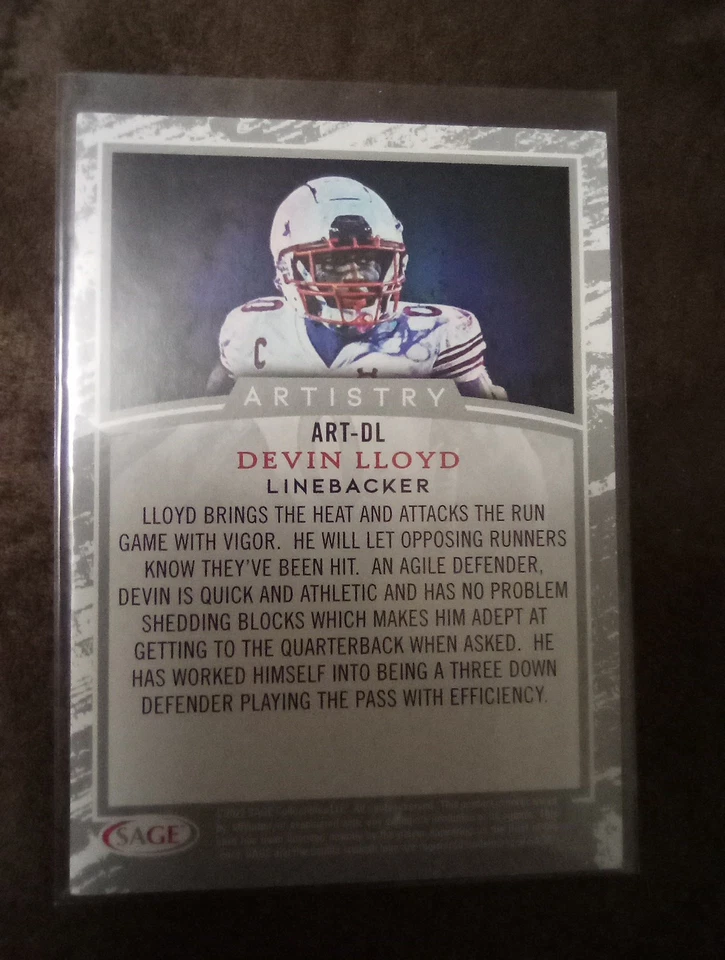 0
C
0
ARTISTRY
ART-DL
DEVIN LLOYD
LINEBACKER
LLOYD BRINGS THE HEAT AND ATTACKS THE RUN
GAME WITH VIGOR. HE WILL LET OPPOSING RUNNERS
KNOW THEY'VE BEEN HIT. AN AGILE DEFENDER,
DEVIN IS QUICK AND ATHLETIC AND HAS NO PROBLEM
SHEDDING BLOCKS WHICH MAKES HIM ADEPT AT
GETTING TO THE QUARTERBACK WHEN ASKED. HE
HAS WORKED HIMSELF INTO BEING A THREE DOWN
DEFENDER PLAYING THE PASS WITH EFFICIENCY.
SAGE